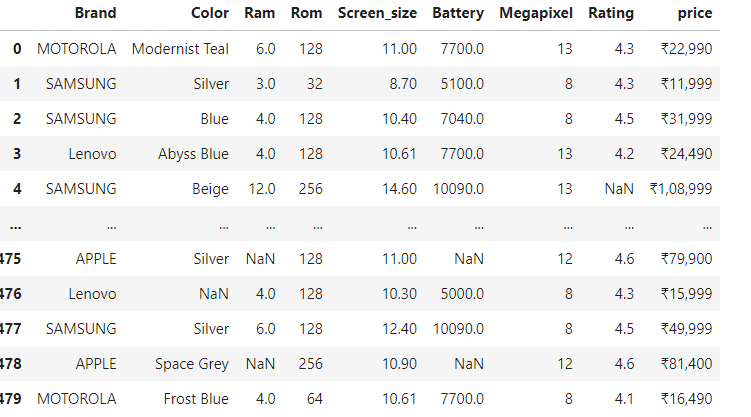 Brand Color Ram Rom Screen_size Battery Megapixel Rating price
0 MOTOROLA Modernist Teal 6.0 128 11.00 7700.0 13 4.3 ₹22,990
1 SAMSUNG Silver 3.0 32 8.70 5100.0 8 4.3 ₹11,999
2 SAMSUNG Blue 4.0 128 10.40 7040.0 8 4.5 ₹31,999
3 Lenovo Abyss Blue 4.0 128 10.61 7700.0 13 4.2 ₹24,490
4 SAMSUNG Beige 12.0 256 14.60 10090.0 13 NaN ₹1,08,999
... ... ... ... ... ... ... ... ... ...
475 APPLE Silver NaN 128 11.00 NaN 12 4.6 ₹79,900
476 Lenovo NaN 4.0 128 10.30 5000.0 8 4.3 ₹15,999
477 SAMSUNG Silver 6.0 128 12.40 10090.0 8 4.5 ₹49,999
478 APPLE Space Grey NaN 256 10.90 NaN 12 4.6 ₹81,400
479 MOTOROLA Frost Blue 4.0 64 10.61 7700.0 8 4.1 ₹16,490